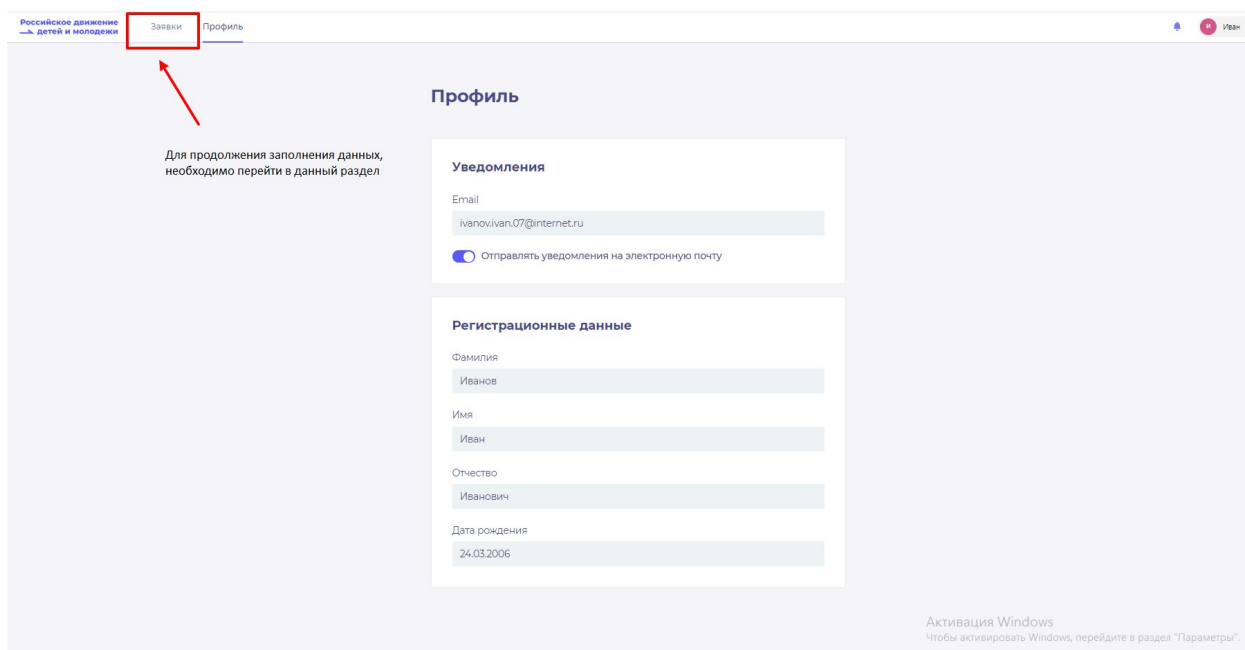 Российское движение
детей и молодежи
Заявки
Профиль
И
Иван
Профиль
Для продолжения заполнения данных,
необходимо перейти в данный раздел
Уведомления
Email
ivanov.ivan.07@internet.ru
Отправлять уведомления на электронную почту
Регистрационные данные
Фамилия
Иванов
Имя
Иван
Отчество
Иванович
Дата рождения
24.03.2006
Активация Windows
Чтобы активировать Windows, перейдите в раздел "Параметры".